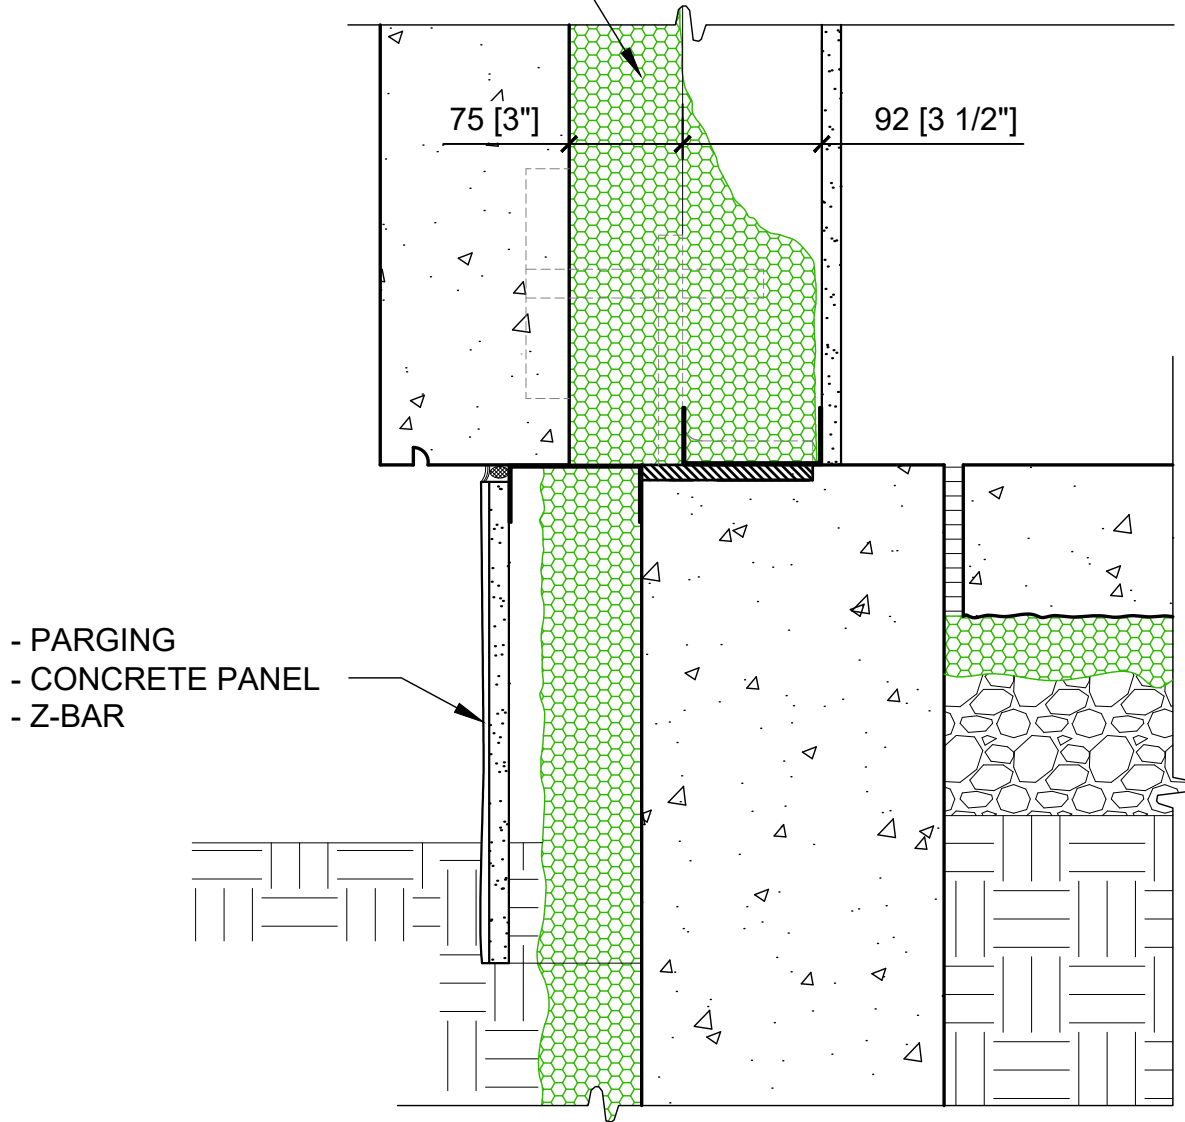 75 [3"]
92 [3 1/2"]
- PARGING
- CONCRETE PANEL
- Z-BAR